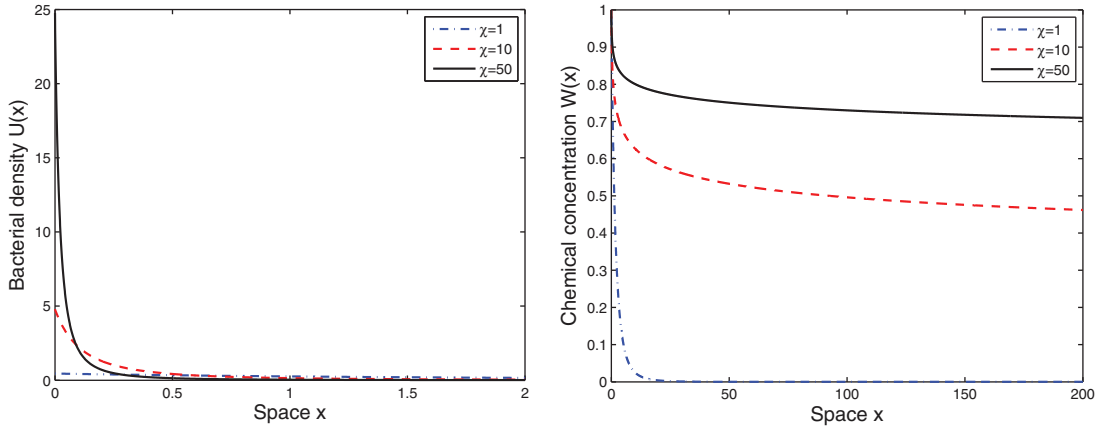 25
20
15
10
5
0
0
0.5
1
1.5
2
Bacterial density U(x)
Space x
χ=1
χ=10
χ=50
1
0.9
0.8
0.7
0.6
0.5
0.4
0.3
0.2
0.1
0
0
50
100
150
200
Chemical concentration W(x)
Space x
χ=1
χ=10
χ=50